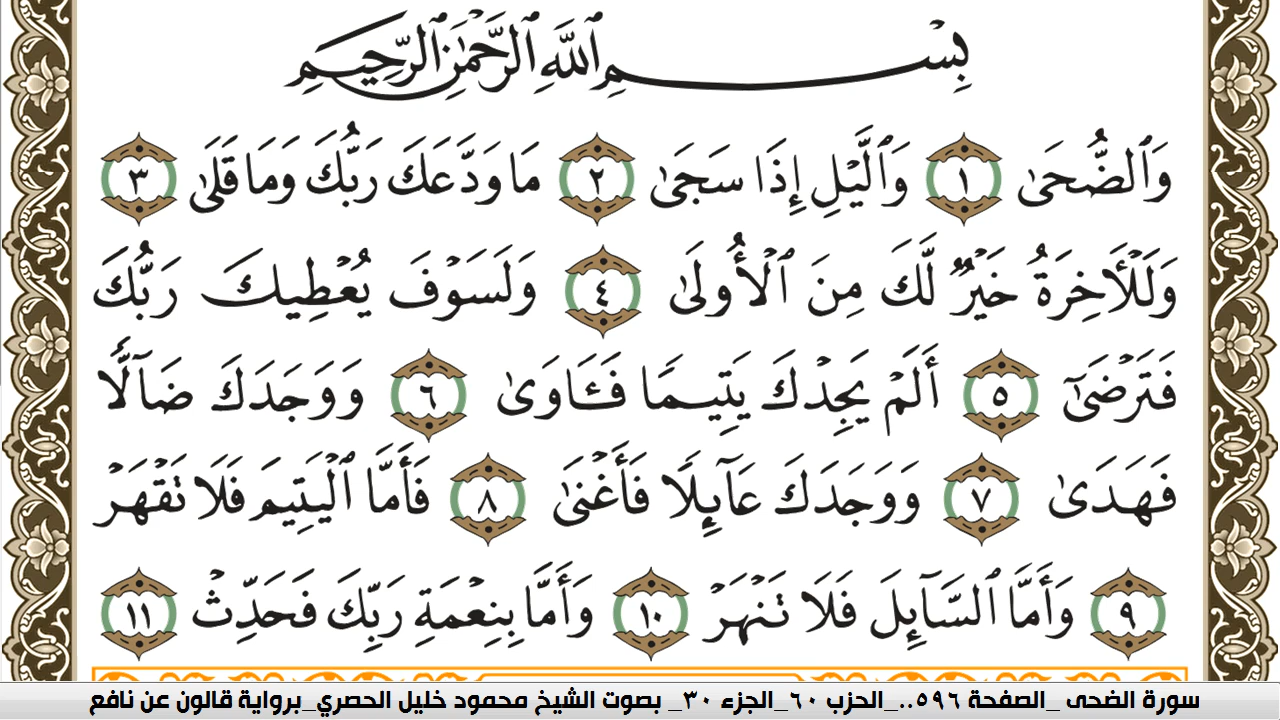 بِسْمِ ٱللَّهِ ٱلرَّحْمَٰنِ ٱلرَّحِيمِ
وَٱلضُّحَىٰ ١ وَٱلَّيْلِ إِذَا سَجَىٰ ٢ مَا وَدَّعَكَ رَبُّكَ وَمَا قَلَىٰ ٣
وَلَلْأَخِرَةُ خَيْرٌ لَّكَ مِنَ ٱلْأُولَىٰ ٤ وَلَسَوْفَ يُعْطِيكَ رَبُّكَ
فَتَرْضَىٰٓ ٥ أَلَمْ يَجِدْكَ يَتِيمًا فَـَٔاوَىٰ ٦ وَوَجَدَكَ ضَآلًّا
فَهَدَىٰ ٧ وَوَجَدَكَ عَآئِلًا فَأَغْنَىٰ ٨ فَأَمَّا ٱلْيَتِيمَ فَلَا تَقْهَرْ
٩ وَأَمَّا ٱلسَّآئِلَ فَلَا تَنْهَرْ ١٠ وَأَمَّا بِنِعْمَةِ رَبِّكَ فَحَدِّثْ ١١
سورة الضحى _الصفحة ٥٩٦.._الحزب ٦٠_الجزء ٣٠_ بصوت الشيخ محمود خليل الحصري_برواية قالون عن نافع